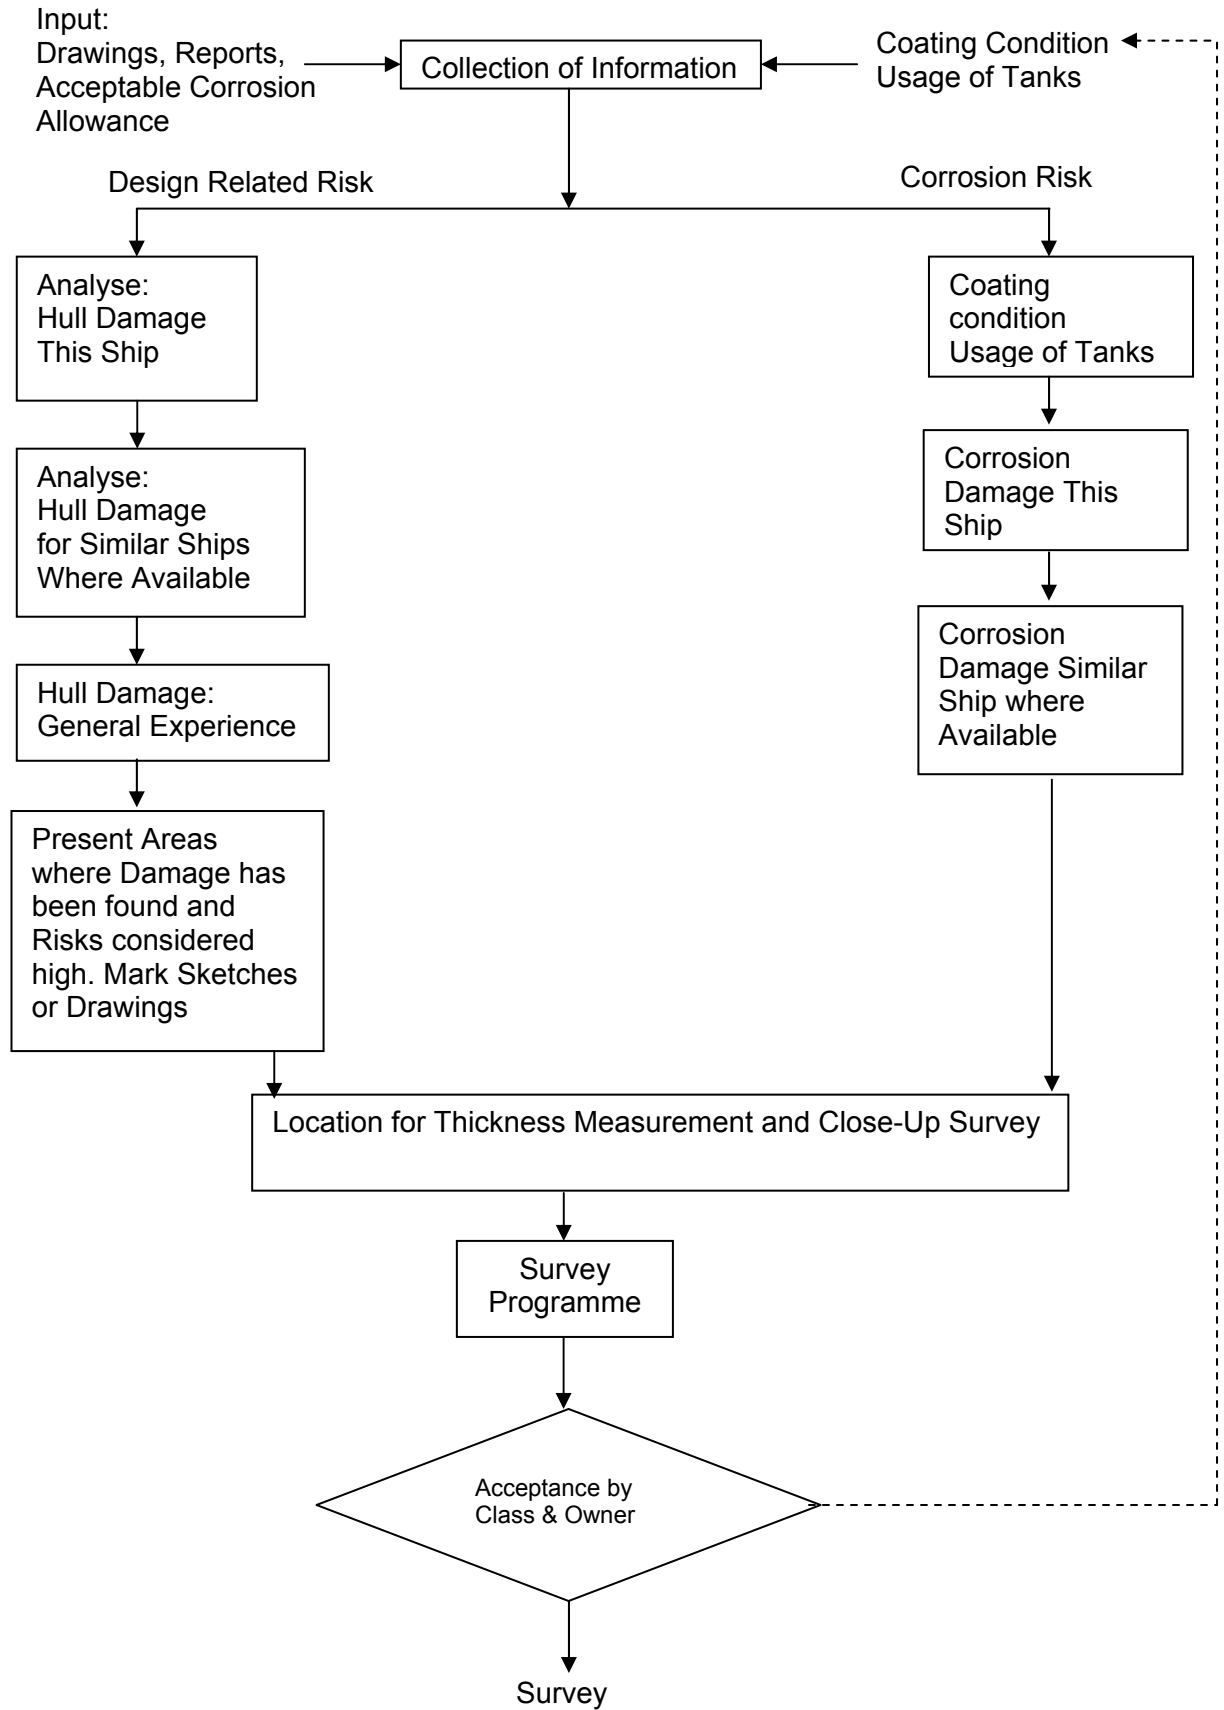 Input:
Drawings, Reports,
Acceptable Corrosion
Allowance
Collection of Information
Coating Condition
Usage of Tanks
Design Related Risk
Corrosion Risk
Analyse:
Hull Damage
This Ship
Analyse:
Hull Damage
for Similar Ships
Where Available
Hull Damage:
General Experience
Present Areas
where Damage has
been found and
Risks considered
high. Mark Sketches
or Drawings
Coating
condition
Usage of Tanks
Corrosion
Damage This
Ship
Corrosion
Damage Similar
Ship where
Available
Location for Thickness Measurement and Close-Up Survey
Survey
Programme
Acceptance by
Class & Owner
Survey